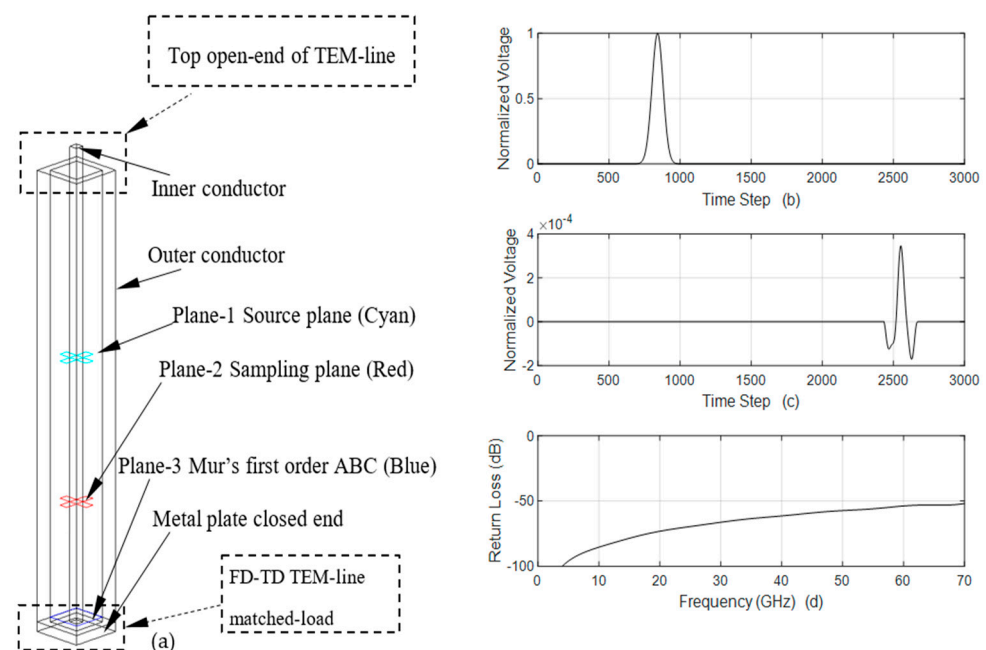 Top open-end of TEM-line
Inner conductor
Outer conductor
Plane-1 Source plane (Cyan)
Plane-2 Sampling plane (Red)
Plane-3 Mur's first order ABC (Blue)
Metal plate closed end
FD-TD TEM-line
matched-load
(a)
Normalized Voltage
1
0.5
0
0 500 1000 1500 2000 2500 3000
Time Step (b)
×10-4
Normalized Voltage
4
2
0
-2
0 500 1000 1500 2000 2500 3000
Time Step (c)
Return Loss (dB)
0
-50
-100
0 10 20 30 40 50 60 70
Frequency (GHz) (d)